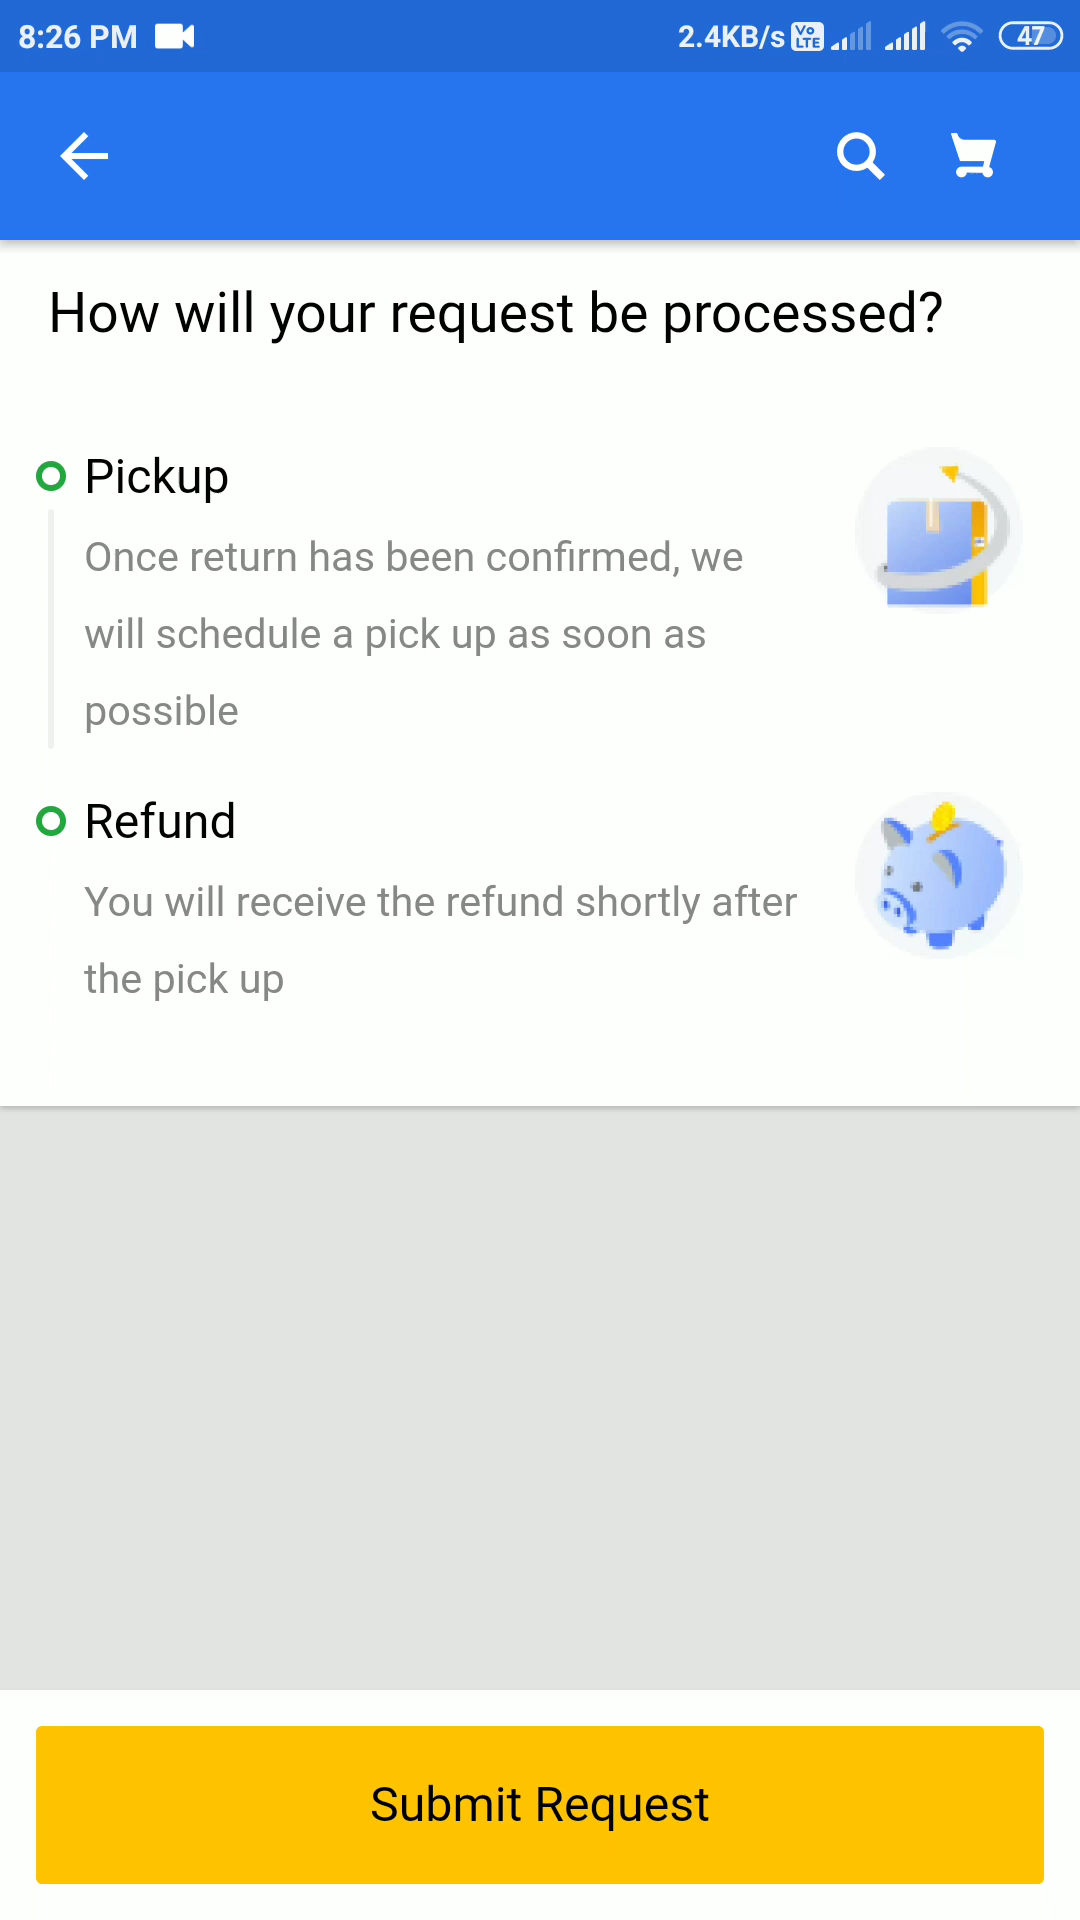 8:26 PM 2.4KB/s Vo LTE 47
How will your request be processed?
Pickup
Once return has been confirmed, we
will schedule a pick up as soon as
possible
Refund
You will receive the refund shortly after
the pick up
Submit Request